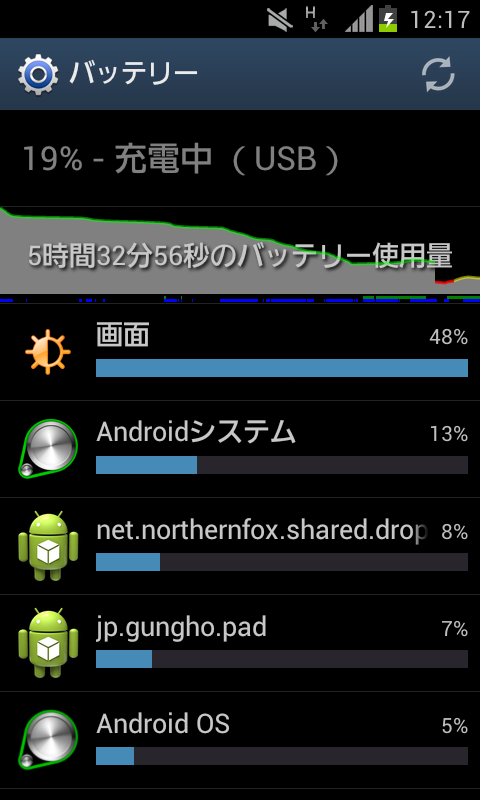 H 12:17
バッテリー
19% - 充電中 （USB）
5時間32分56秒のバッテリー使用量
画面 48%
Androidシステム 13%
net.northernfox.shared.drop 8%
jp.gungho.pad 7%
Android OS 5%